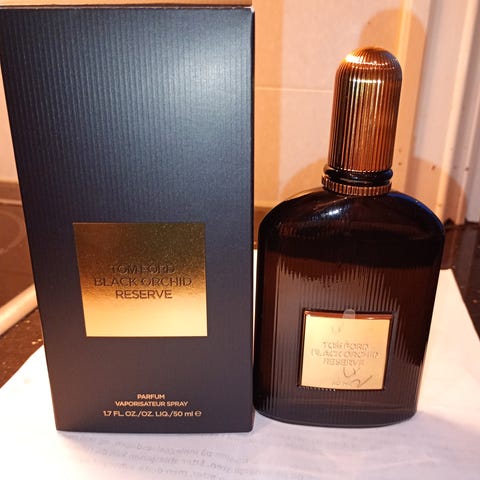 TOM FORD
BLACK ORCHID
RESERVE
PARFUM
VAPORISATEUR SPRAY
1.7 FL. OZ./OZ. LIQ./50 ml ℮
TOM FORD
BLACK ORCHID
RESERVE